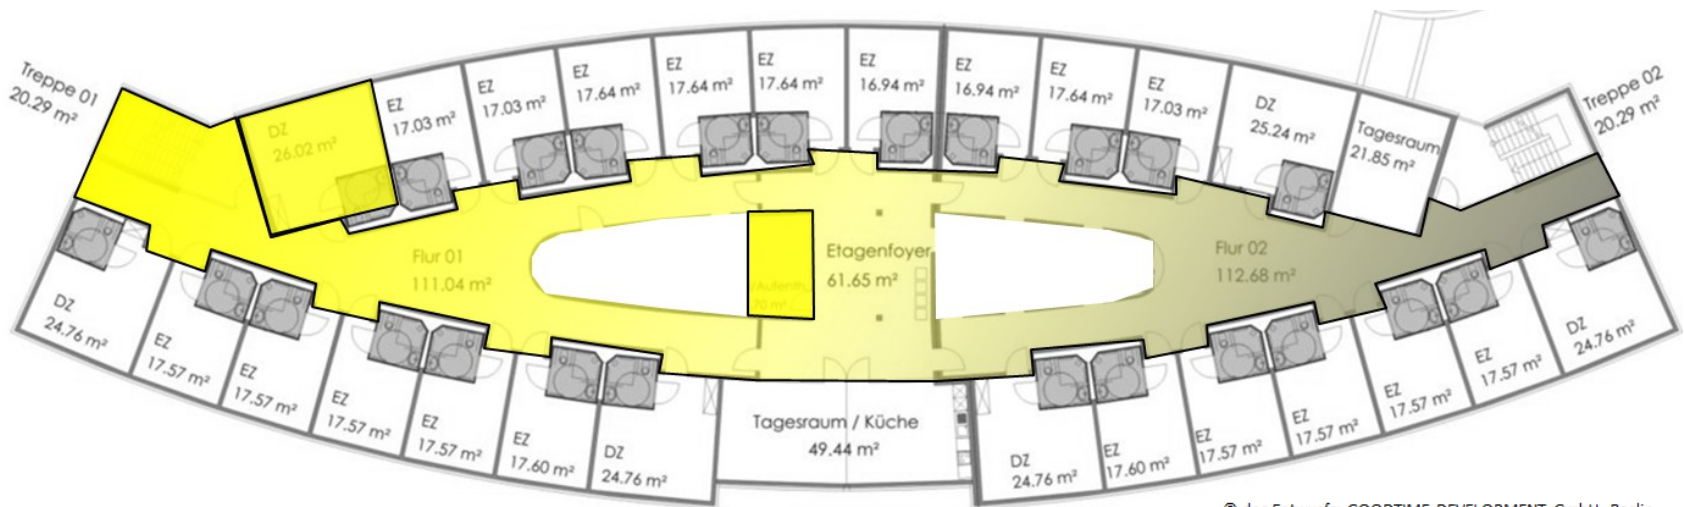 Treppe 01
20.29 m²
DZ
26.02 m²
EZ
17.03 m²
EZ
17.03 m²
EZ
17.64 m²
EZ
17.64 m²
EZ
17.64 m²
EZ
16.94 m²
EZ
16.94 m²
EZ
17.64 m²
EZ
17.03 m²
DZ
25.24 m²
Tagesraum
21.85 m²
Treppe 02
20.29 m²
Flur 01
111.04 m²
Etagenfoyer
61.65 m²
Flur 02
112.68 m²
DZ
24.76 m²
EZ
17.57 m²
EZ
17.57 m²
EZ
17.57 m²
EZ
17.57 m²
EZ
17.60 m²
DZ
24.76 m²
Tagesraum / Küche
49.44 m²
DZ
24.76 m²
EZ
17.60 m²
EZ
17.57 m²
EZ
17.57 m²
EZ
17.57 m²
EZ
17.57 m²
DZ
24.76 m²